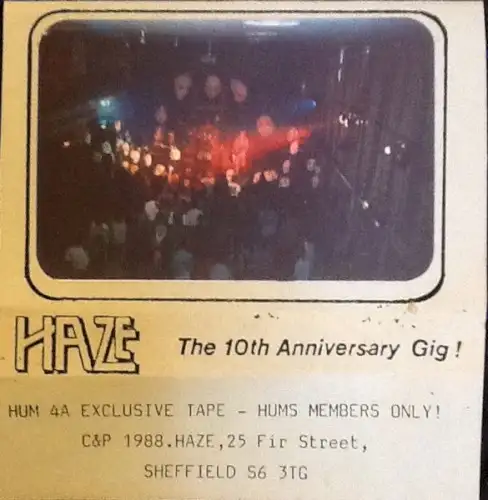 HAZE The 10th Anniversary Gig!
HUM 4A EXCLUSIVE TAPE - HUMS MEMBERS ONLY!
C&P 1988.HAZE,25 Fir Street,
SHEFFIELD S6 3TG